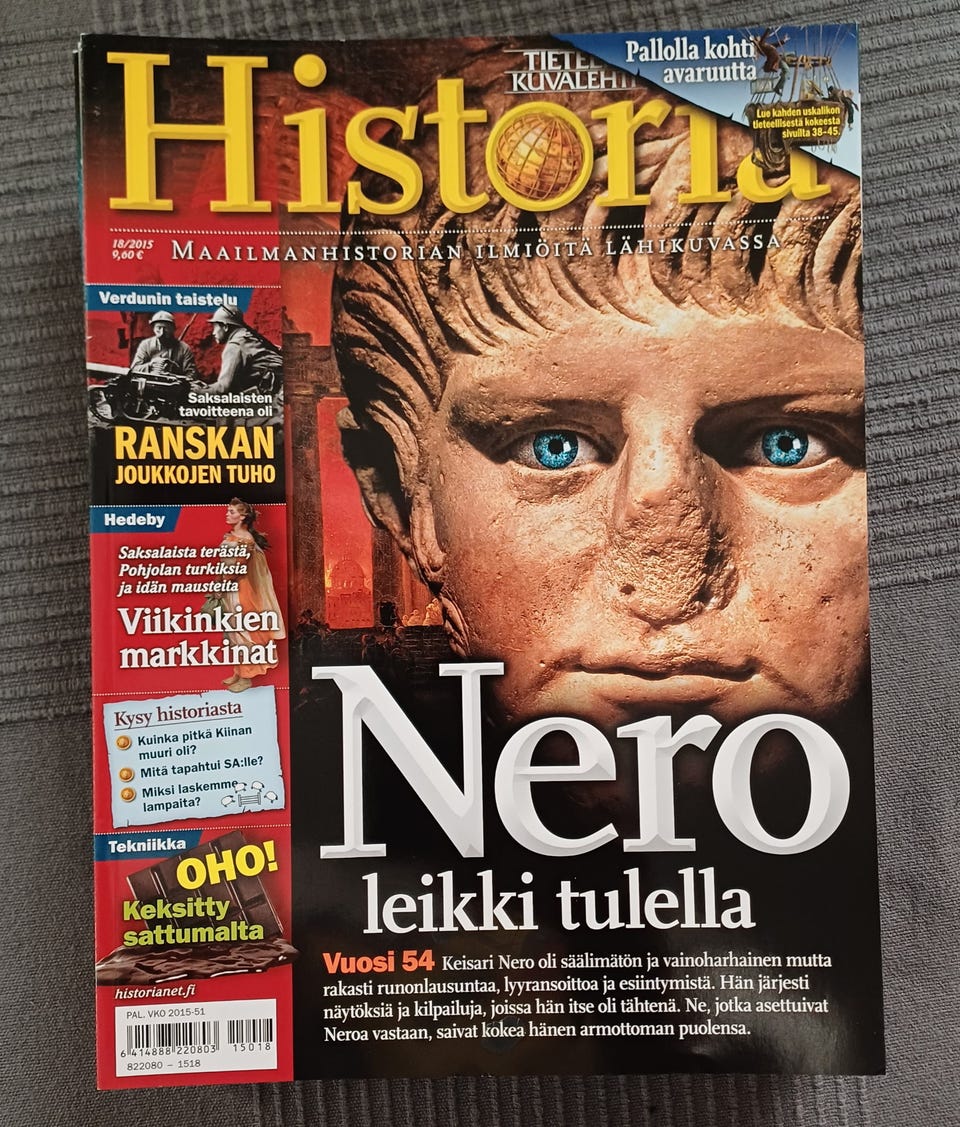 TIETEEN
KUVALEHTI
Historia
Pallolla kohti
avaruutta
Lue kahden uskalikon
tieteellisestä kokeesta
sivuilta 38–45.
18/2015
9,60 €
MAAILMANHISTORIAN ILMIÖITÄ LÄHIKUVASSA
Verdunin taistelu
Saksalaisten
tavoitteena oli
RANSKAN
JOUKKOJEN TUHO
Hedeby
Saksalaista terästä,
Pohjolan turkiksia
ja idän mausteita
Viikinkien
markkinat
Kysy historiasta
Kuinka pitkä Kiinan
muuri oli?
Mitä tapahtui SA:lle?
Miksi laskemme
lampaita?
Tekniikka
OHO!
Keksitty
sattumalta
historianet.fi
PAL. VKO 2015-51
6 414888 220803 15018
822080 – 1518
Nero
leikki tulella
Vuosi 54 Keisari Nero oli säälimätön ja vainoharhainen mutta
rakasti runonlausuntaa, lyyransoittoa ja esiintymistä. Hän järjesti
näytöksiä ja kilpailuja, joissa hän itse oli tähtenä. Ne, jotka asettuivat
Neroa vastaan, saivat kokea hänen armottoman puolensa.